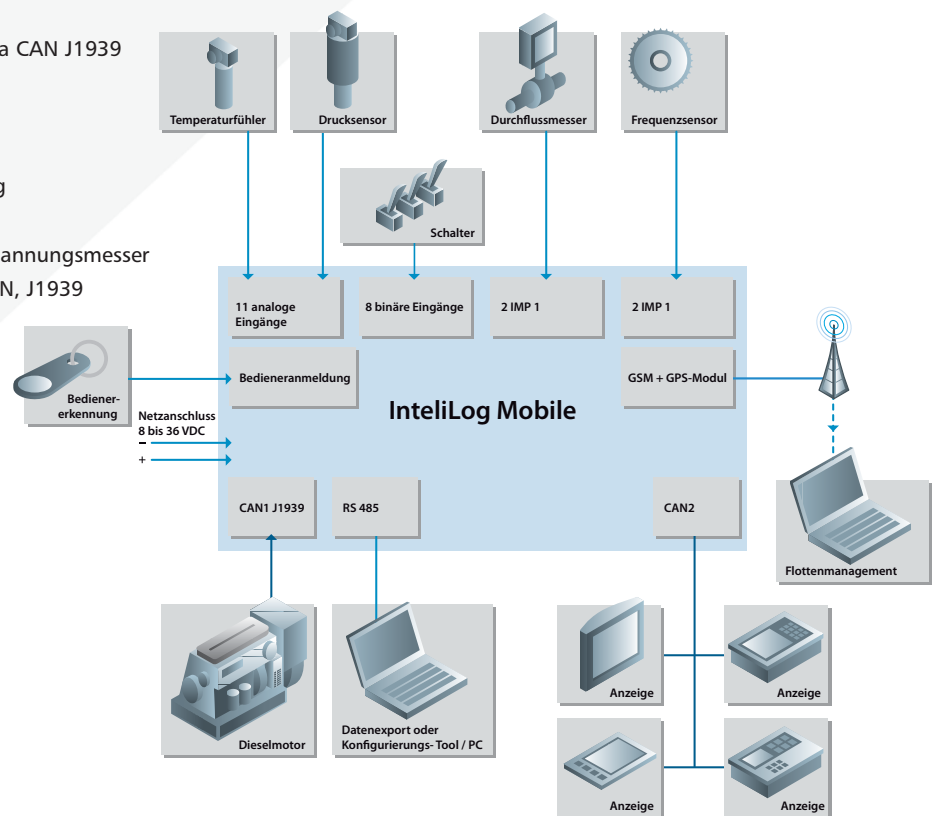 a CAN J1939
g
annungsmesser
N, J1939
Temperaturfühler
Drucksensor
Durchflussmesser
Frequenzsensor
Schalter
11 analoge
Eingänge
8 binäre Eingänge
2 IMP 1
2 IMP 1
Bediener-
erkennung
Bedieneranmeldung
GSM + GPS-Modul
InteliLog Mobile
Netzanschluss
8 bis 36 VDC
–
+
CAN1 J1939
RS 485
CAN2
Flottenmanagement
Dieselmotor
Datenexport oder
Konfigurierungs- Tool / PC
Anzeige
Anzeige
Anzeige
Anzeige